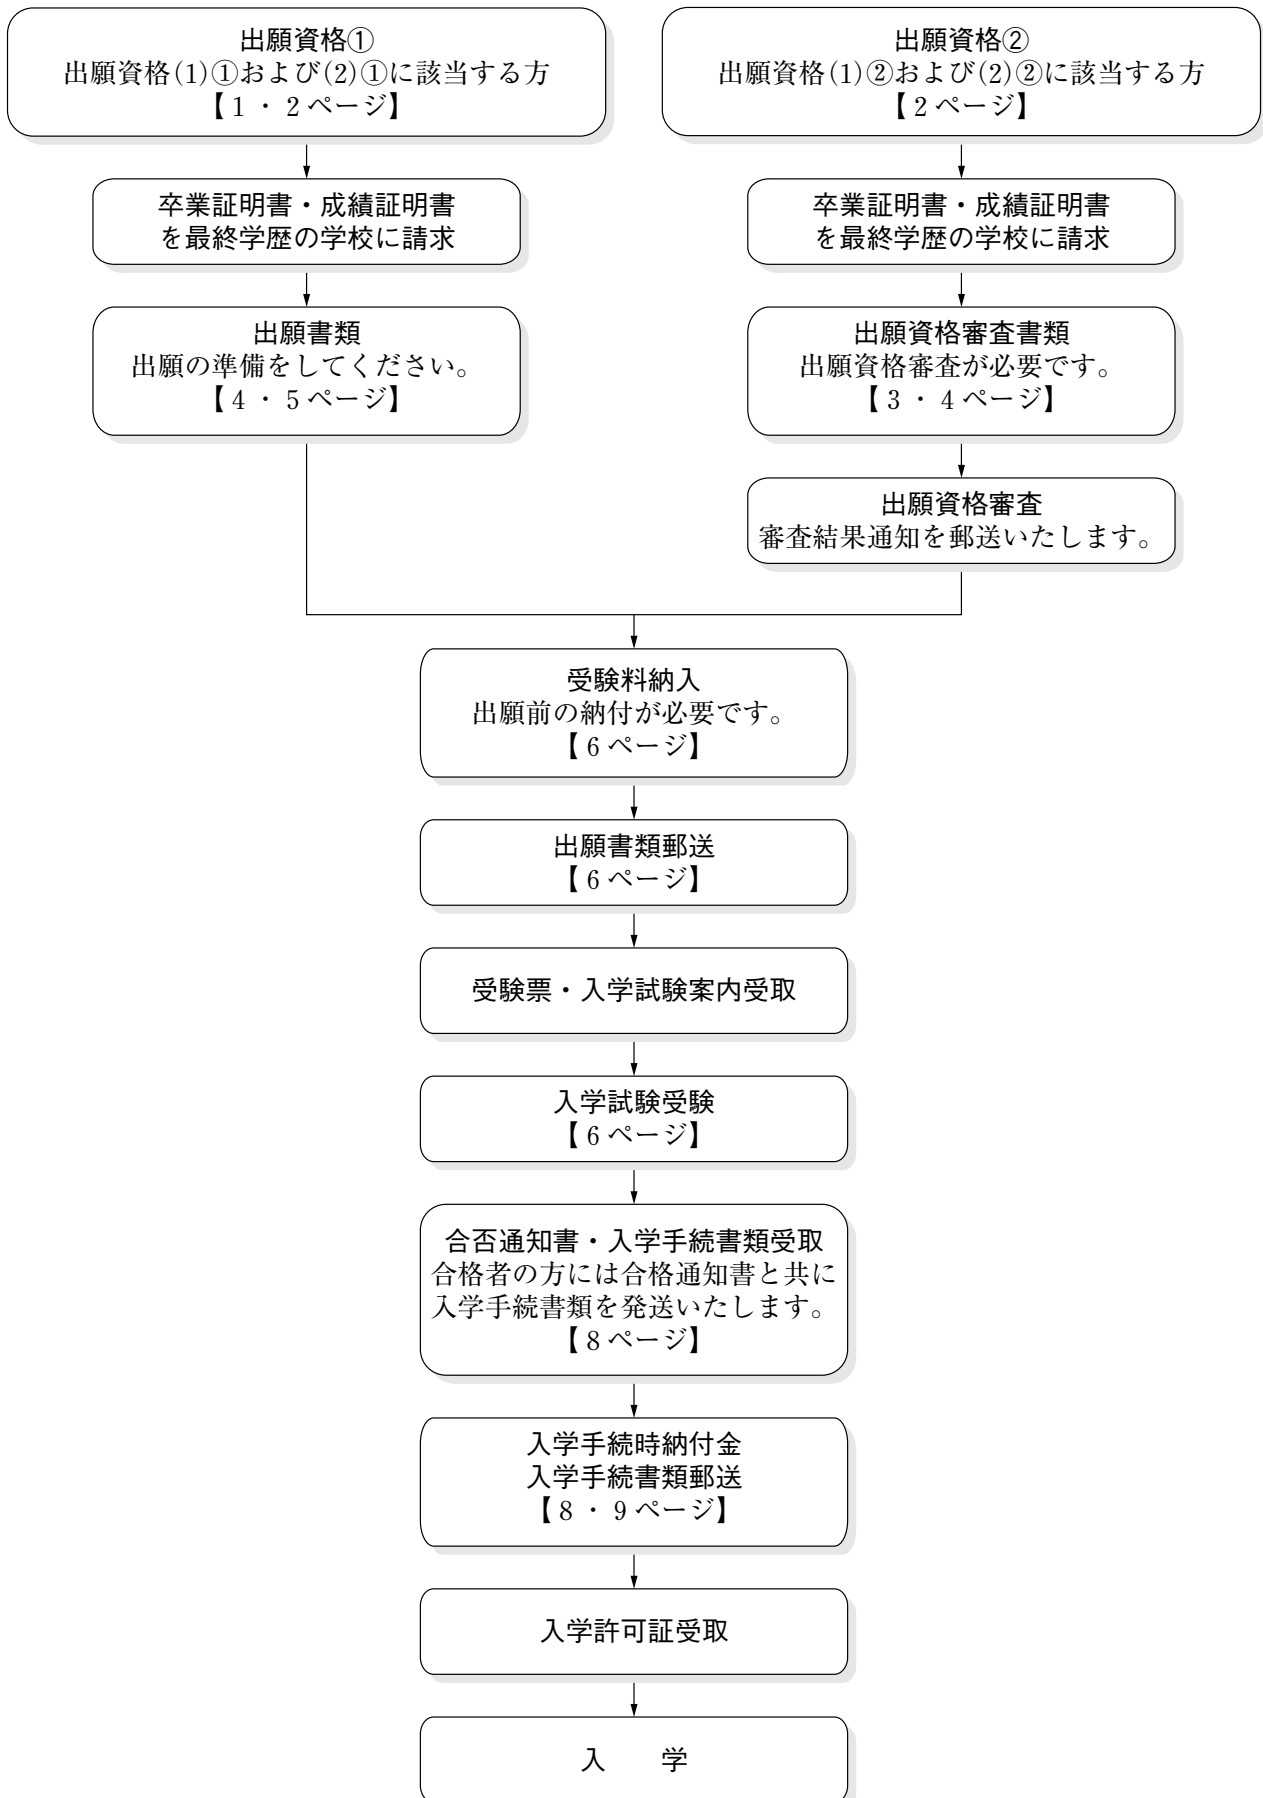 出願資格①
出願資格(1)①および(2)①に該当する方
【1・2ページ】
卒業証明書・成績証明書
を最終学歴の学校に請求
出願書類
出願の準備をしてください。
【4・5ページ】
出願資格②
出願資格(1)②および(2)②に該当する方
【2ページ】
卒業証明書・成績証明書
を最終学歴の学校に請求
出願資格審査書類
出願資格審査が必要です。
【3・4ページ】
出願資格審査
審査結果通知を郵送いたします。
受験料納入
出願前の納付が必要です。
【6ページ】
出願書類郵送
【6ページ】
受験票・入学試験案内受取
入学試験受験
【6ページ】
合否通知書・入学手続書類受取
合格者の方には合格通知書と共に
入学手続書類を発送いたします。
【8ページ】
入学手続時納付金
入学手続書類郵送
【8・9ページ】
入学許可証受取
入　学